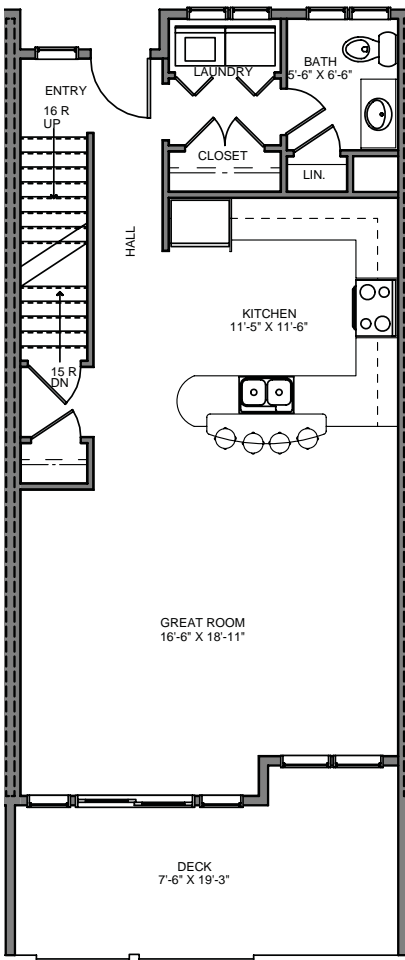 BATH
5'-6" X 6'-6"
LAUNDRY
ENTRY
16 R
UP
CLOSET
LIN.
HALL
KITCHEN
11'-5" X 11'-6"
15 R
DN
GREAT ROOM
16'-6" X 18'-11"
DECK
7'-6" X 19'-3"